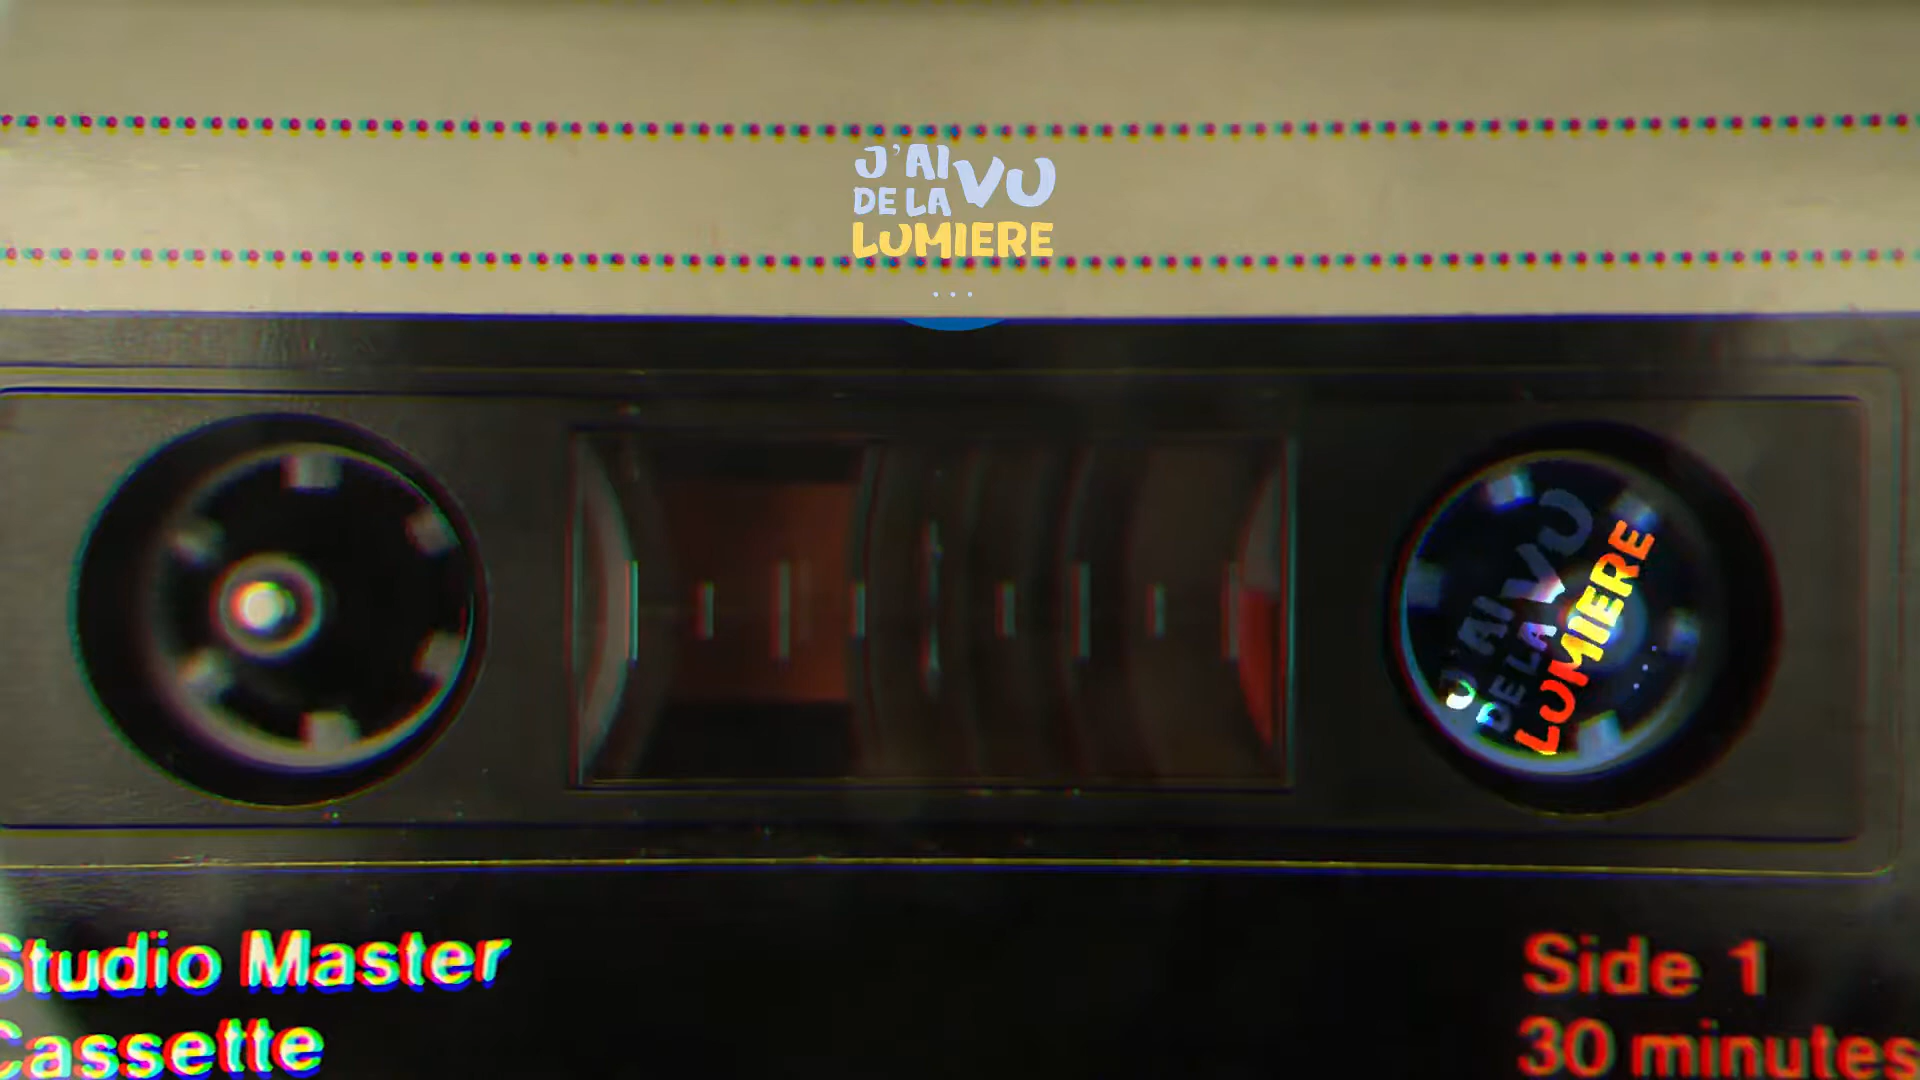 J'AI VU
DE LA
LUMIERE
...
J'AI VU
DE LA
LUMIERE
...
Studio Master
Cassette
Side 1
30 minutes